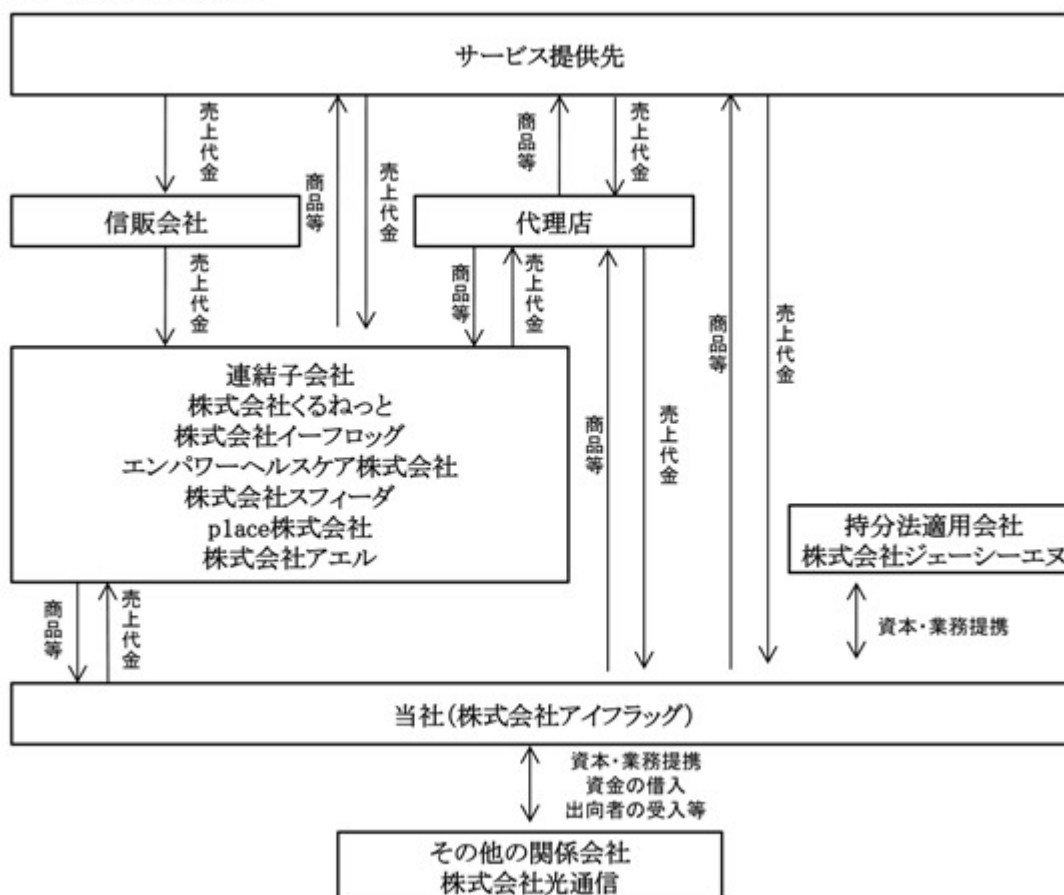 サービス提供先
売上代金
商品等
売上代金
商品等
売上代金
信販会社
代理店
売上代金
商品等
売上代金
商品等
売上代金
連結子会社
株式会社くるねっと
株式会社イーフロッグ
エンパワーヘルスケア株式会社
株式会社スフィーダ
place株式会社
株式会社アエル
商品等
売上代金
持分法適用会社
株式会社ジェーシーエヌ
商品等
売上代金
資本・業務提携
当社(株式会社アイフラッグ)
資本・業務提携
資金の借入
出向者の受入等
その他の関係会社
株式会社光通信